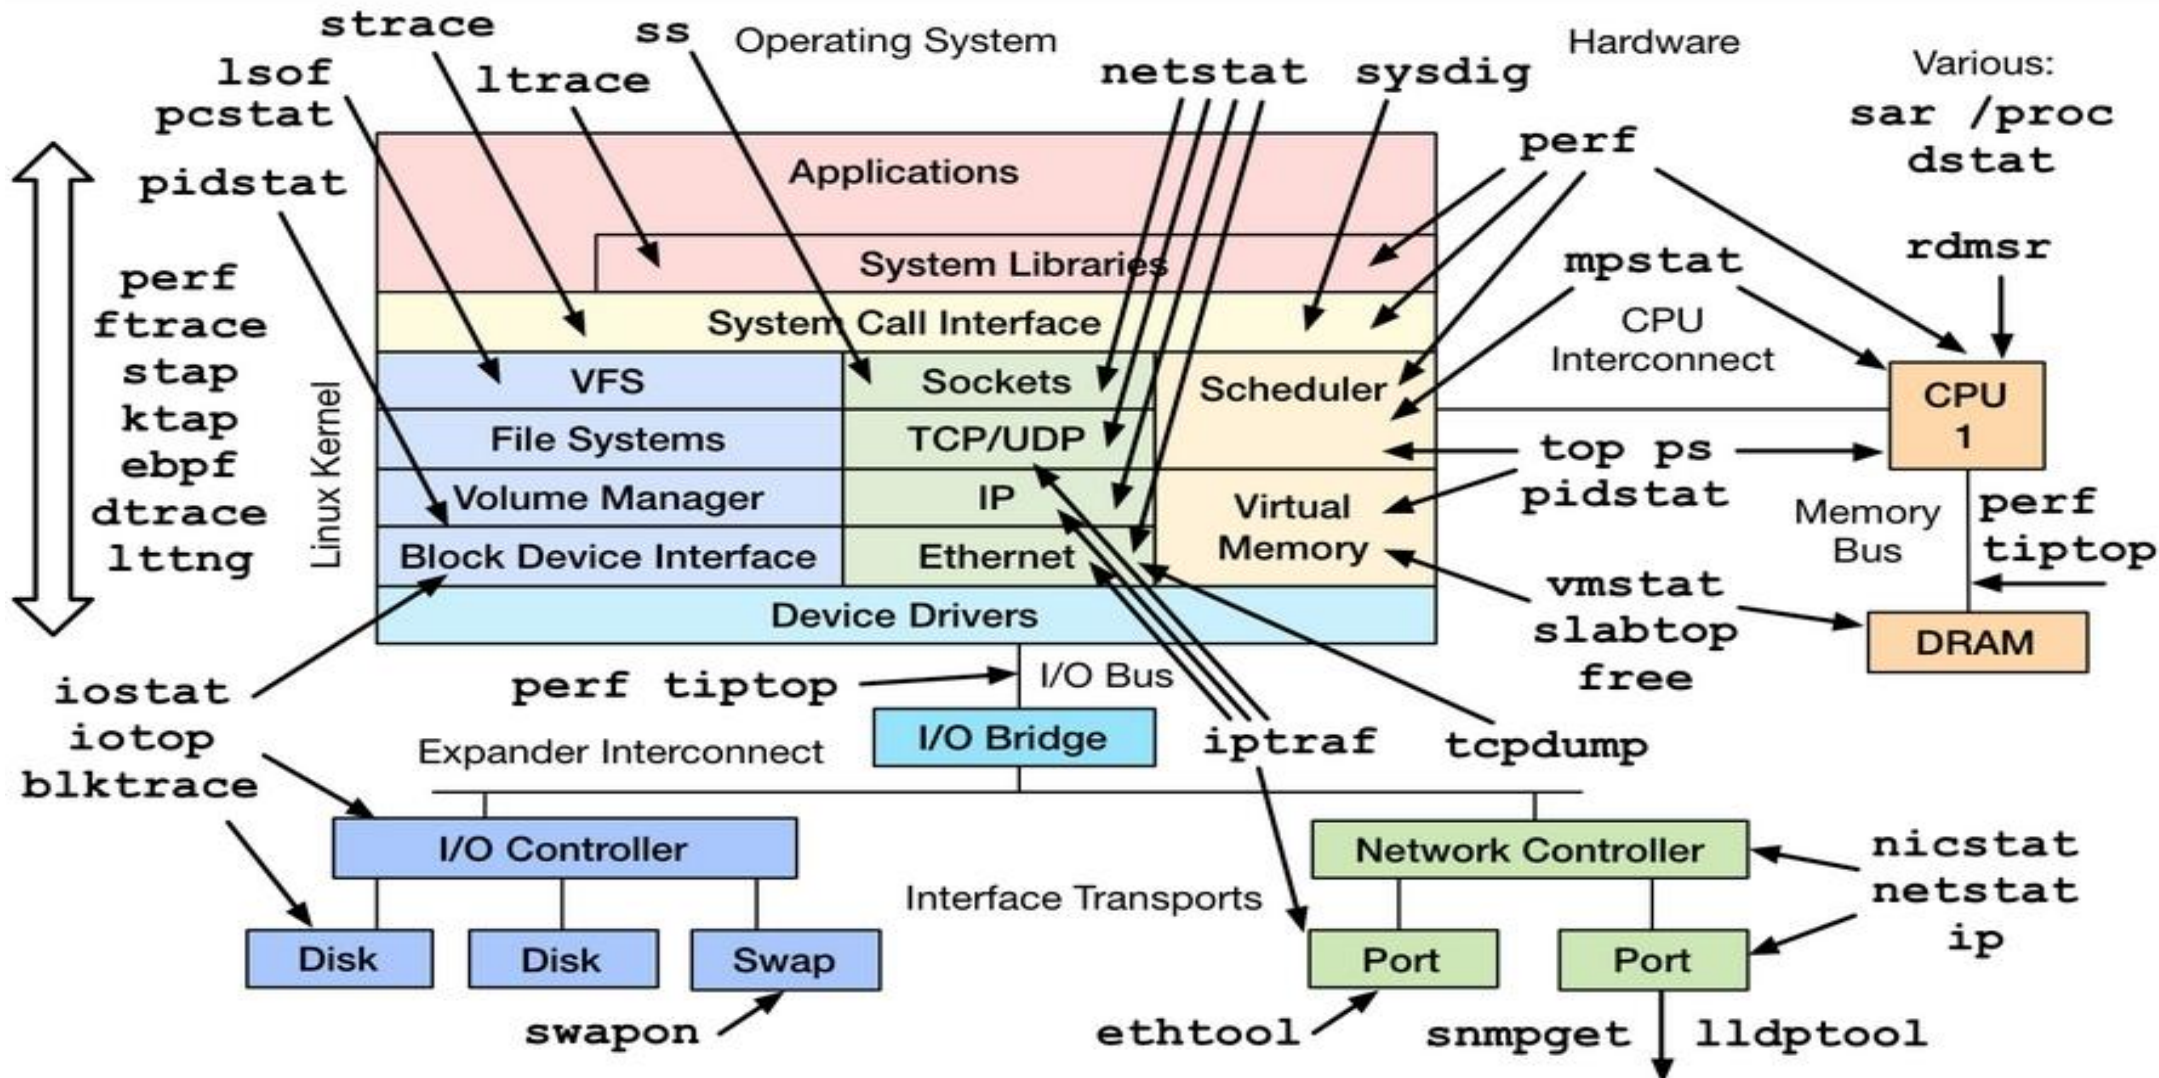 strace
ss
Operating System
Hardware
lsof
pcstat
ltrace
netstat
sysdig
Various:
sar /proc
dstat
perf
pidstat
Applications
System Libraries
System Call Interface
mpstat
rdmsr
CPU
Interconnect
perf
ftrace
stap
ktap
ebpf
dtrace
lttng
Linux Kernel
VFS
Sockets
Scheduler
File Systems
TCP/UDP
Volume Manager
IP
Virtual
Memory
Block Device Interface
Ethernet
Device Drivers
CPU
1
top ps
pidstat
Memory
Bus
perf
tiptop
vmstat
slabtop
free
DRAM
iostat
iotop
blktrace
perf tiptop
I/O Bus
I/O Bridge
Expander Interconnect
iptraf
tcpdump
I/O Controller
Network Controller
nicstat
netstat
ip
Interface Transports
Disk
Disk
Swap
Port
Port
swapon
ethtool
snmpget
lldptool